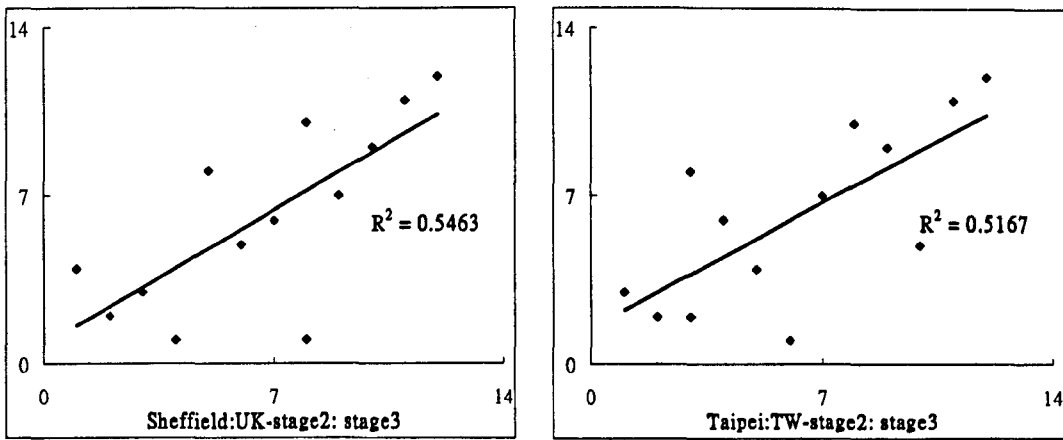 14
7
R² = 0.5463
0
0 7 14
Sheffield:UK-stage2: stage3
14
7
R² = 0.5167
0
0 7 14
Taipei:TW-stage2: stage3